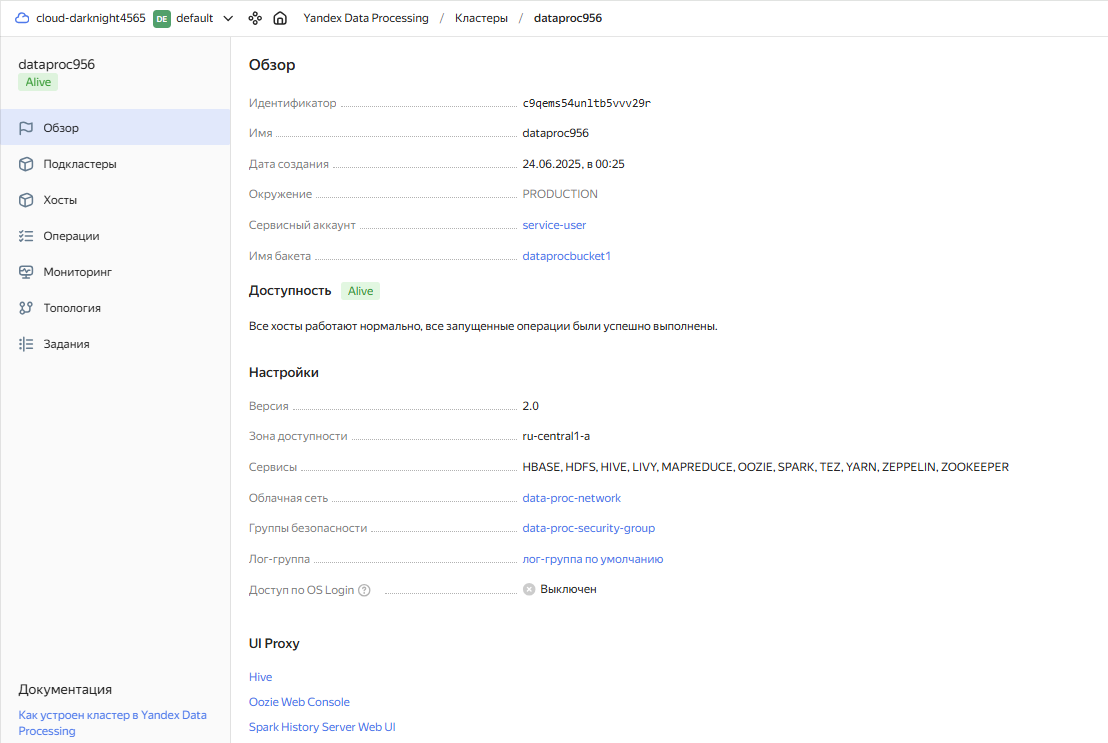 cloud-darknight4565 DE default Yandex Data Processing / Кластеры / dataproc956
dataproc956
Alive
Обзор
Подкластеры
Хосты
Операции
Мониторинг
Топология
Задания
Документация
Как устроен кластер в Yandex Data
Processing
Обзор
Идентификатор c9qems54unltb5vvv29r
Имя dataproc956
Дата создания 24.06.2025, в 00:25
Окружение PRODUCTION
Сервисный аккаунт service-user
Имя бакета dataprocbucket1
Доступность Alive
Все хосты работают нормально, все запущенные операции были успешно выполнены.
Настройки
Версия 2.0
Зона доступности ru-central1-a
Сервисы HBASE, HDFS, HIVE, LIVY, MAPREDUCE, OOZIE, SPARK, TEZ, YARN, ZEPPELIN, ZOOKEEPER
Облачная сеть data-proc-network
Группы безопасности data-proc-security-group
Лог-группа лог-группа по умолчанию
Доступ по OS Login Выключен
UI Proxy
Hive
Oozie Web Console
Spark History Server Web UI